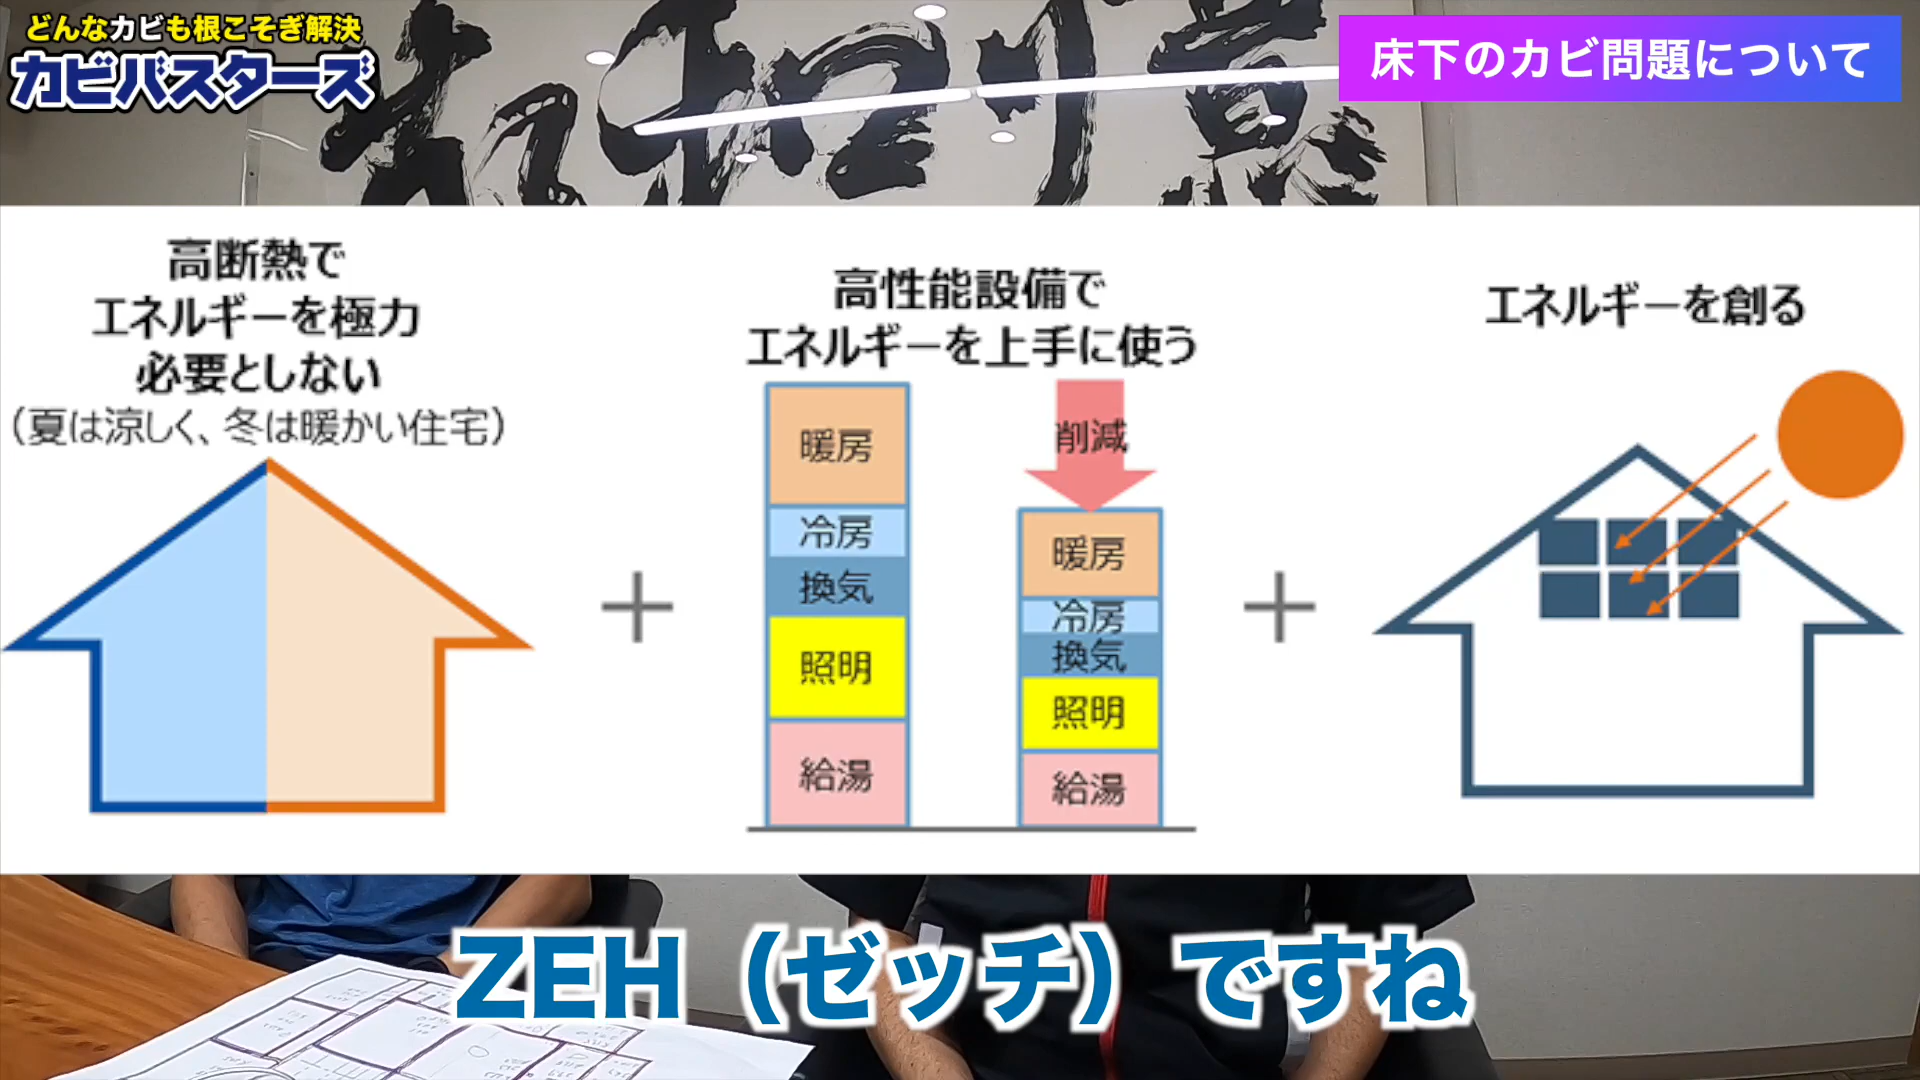 どんなカビも根こそぎ解決
カビバスターズ
床下のカビ問題について
高断熱で
エネルギーを極力
必要としない
（夏は涼しく、冬は暖かい住宅）
高性能設備で
エネルギーを上手に使う
暖房
冷房
換気
照明
給湯
削減
暖房
冷房
換気
照明
給湯
エネルギーを創る
ZEH（ゼッチ）ですね